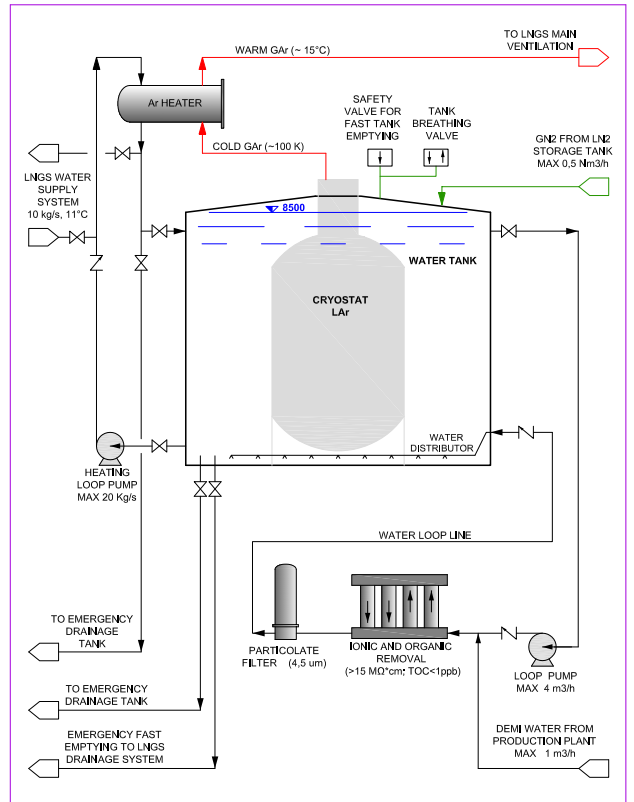 TO LNGS MAIN
VENTILATION
WARM GAr (~ 15°C)
Ar HEATER
COLD GAr (~100 K)
SAFETY
VALVE FOR
FAST TANK
EMPTYING
TANK
BREATHING
VALVE
GN2 FROM LN2
STORAGE TANK
MAX 0,5 Nm3/h
LNGS WATER
SUPPLY
SYSTEM
10 kg/s, 11°C
8500
WATER TANK
CRYOSTAT
LAr
WATER
DISTRIBUTOR
HEATING
LOOP PUMP
MAX 20 Kg/s
WATER LOOP LINE
TO EMERGENCY
DRAINAGE
TANK
PARTICOLATE
FILTER (4,5 um)
IONIC AND ORGANIC
REMOVAL
(>15 MΩ*cm; TOC<1ppb)
LOOP PUMP
MAX 4 m3/h
TO EMERGENCY
DRAINAGE TANK
EMERGENCY FAST
EMPTYING TO LNGS
DRAINAGE SYSTEM
DEMI WATER FROM
PRODUCTION PLANT
MAX 1 m3/h